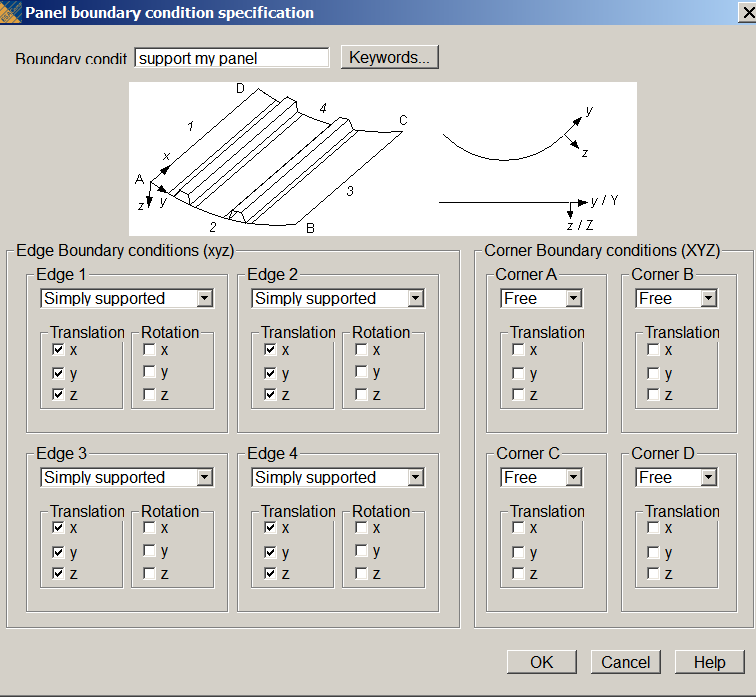 Panel boundary condition specification
Boundary condit support my panel Keywords...
D
4
C
y
1
x
z
A
3
y / Y
z y
2
B
z / Z
Edge Boundary conditions (xyz) Corner Boundary conditions (XYZ)
Edge 1 Edge 2 Corner A Corner B
Simply supported Simply supported Free Free
Translation Rotation Translation Rotation Translation Translation
x x x x x x
y y y y y y
z z z z z z
Edge 3 Edge 4 Corner C Corner D
Simply supported Simply supported Free Free
Translation Rotation Translation Rotation Translation Translation
x x x x x x
y y y y y y
z z z z z z
OK Cancel Help